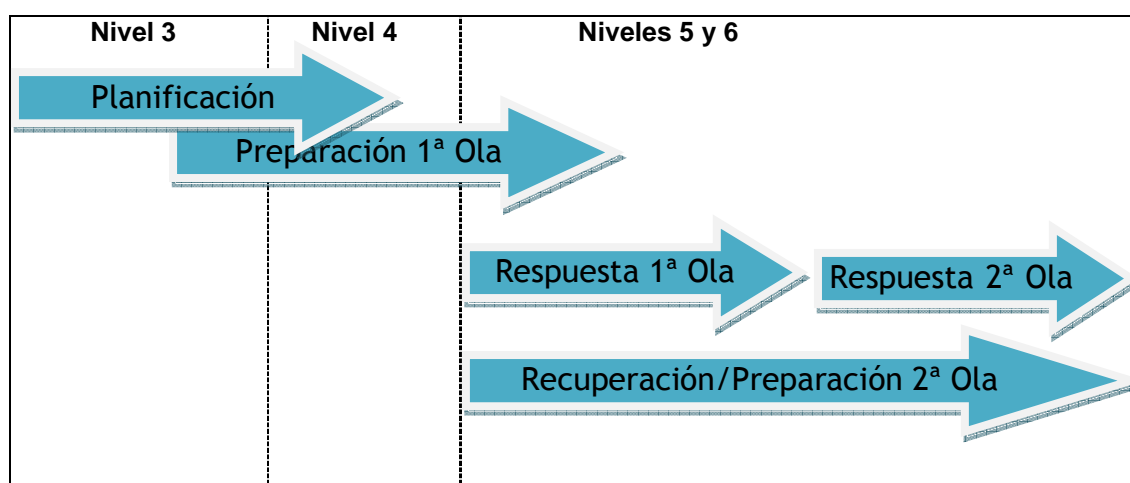 Nivel 3 Nivel 4 Niveles 5 y 6
Planificación
Preparación 1ª Ola
Respuesta 1ª Ola Respuesta 2ª Ola
Recuperación/Preparación 2ª Ola